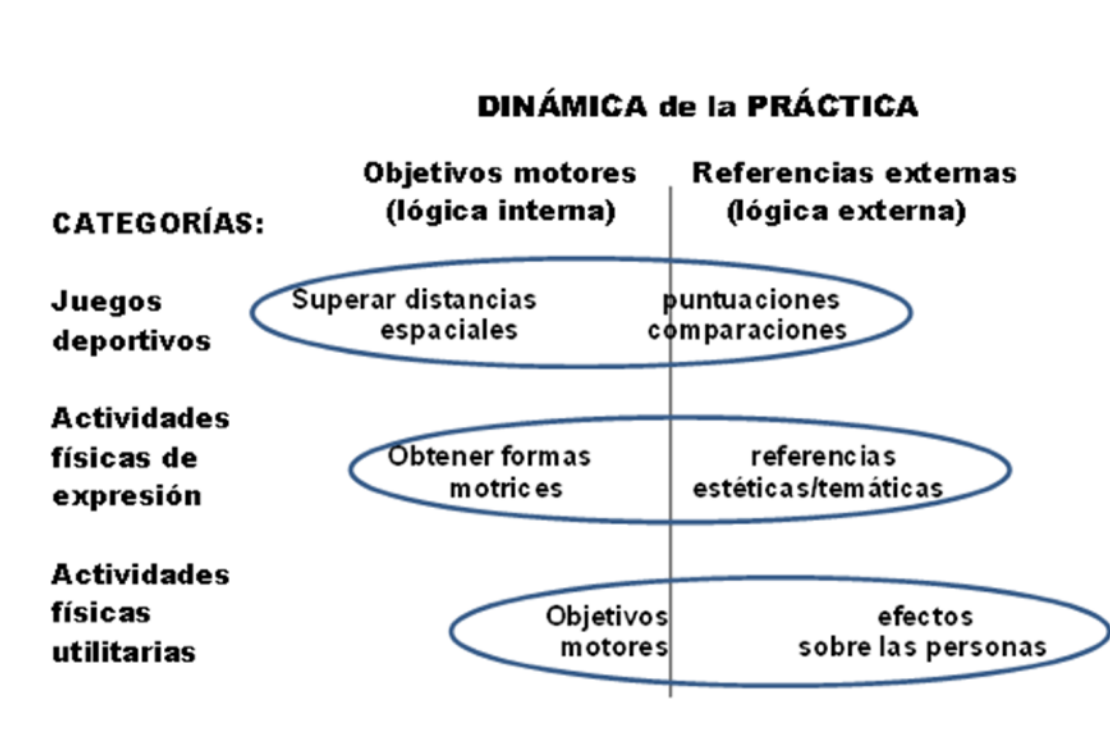 DINÁMICA de la PRÁCTICA
Objetivos motores
(lógica interna)
Referencias externas
(lógica externa)
CATEGORÍAS:
Juegos
deportivos
Superar distancias
espaciales
puntuaciones
comparaciones
Actividades
físicas de
expresión
Obtener formas
motrices
referencias
estéticas/temáticas
Actividades
físicas
utilitarias
Objetivos
motores
efectos
sobre las personas